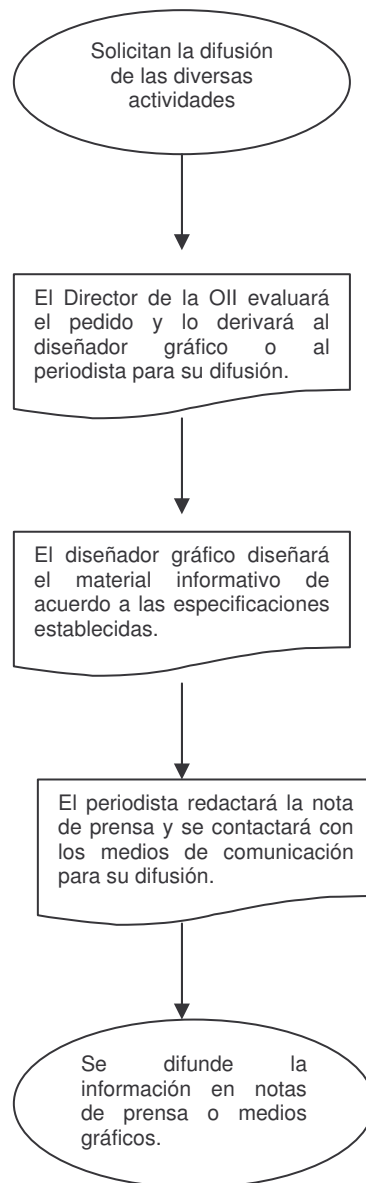 Solicitan la difusión
de las diversas
actividades
El Director de la OII evaluará
el pedido y lo derivará al
diseñador gráfico o al
periodista para su difusión.
El diseñador gráfico diseñará
el material informativo de
acuerdo a las especificaciones
establecidas.
El periodista redactará la nota
de prensa y se contactará con
los medios de comunicación
para su difusión.
Se difunde la
información en notas
de prensa o medios
gráficos.